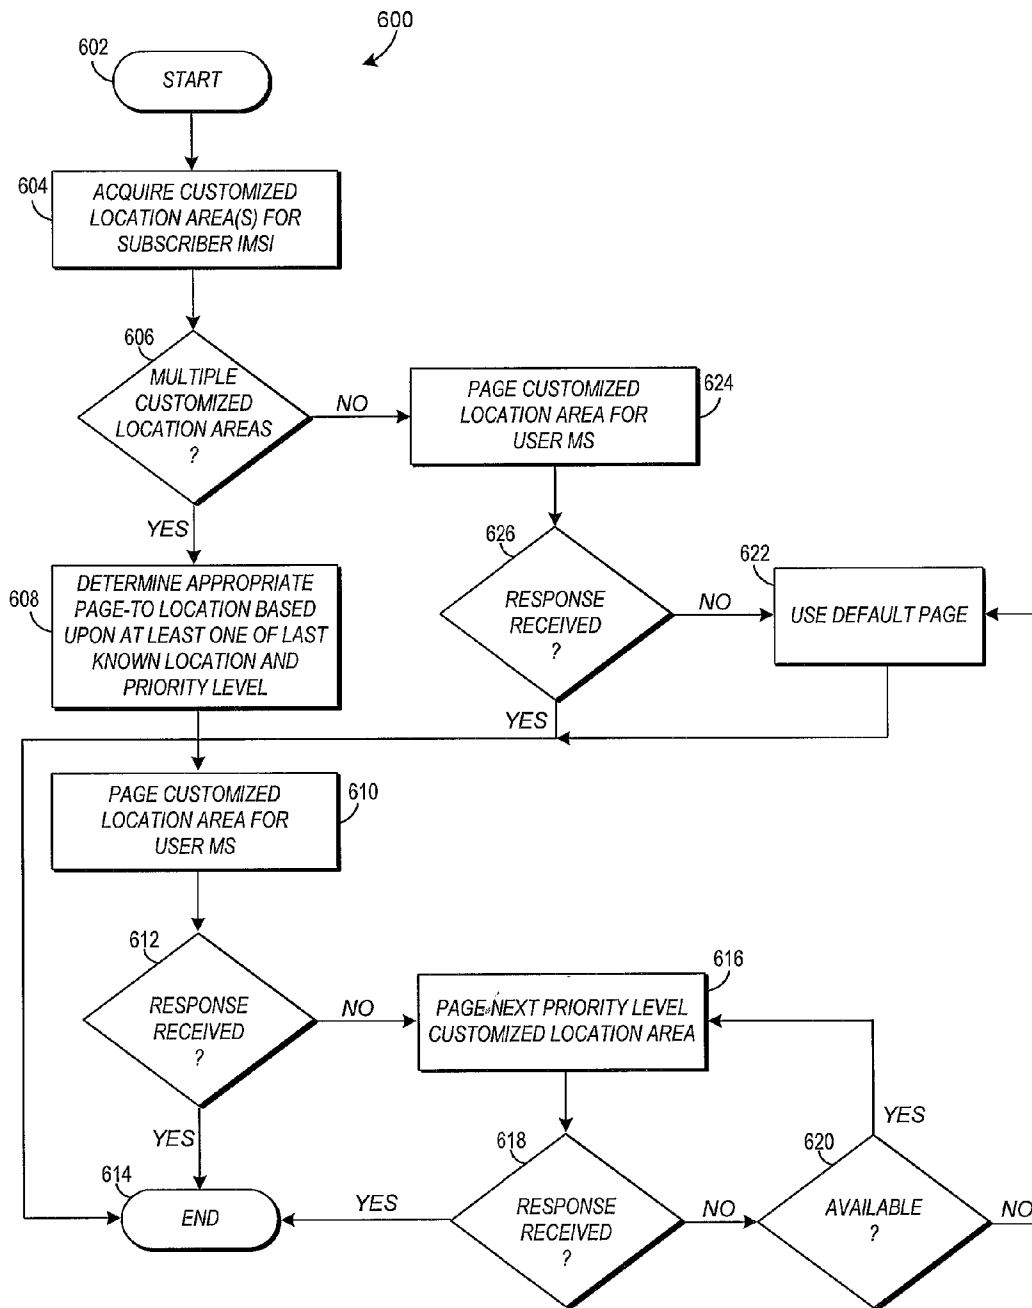 600
602
START
604
ACQUIRE CUSTOMIZED
LOCATION AREA(S) FOR
SUBSCRIBER IMSI
606
MULTIPLE
CUSTOMIZED
LOCATION AREAS
?
NO
PAGE CUSTOMIZED
LOCATION AREA FOR
USER MS
624
YES
626
RESPONSE
RECEIVED
?
NO
622
USE DEFAULT PAGE
608
DETERMINE APPROPRIATE
PAGE-TO LOCATION BASED
UPON AT LEAST ONE OF LAST
KNOWN LOCATION AND
PRIORITY LEVEL
YES
PAGE CUSTOMIZED
LOCATION AREA FOR
USER MS
610
612
RESPONSE
RECEIVED
?
NO
616
PAGE NEXT PRIORITY LEVEL
CUSTOMIZED LOCATION AREA
YES
YES
614
END
YES
618
RESPONSE
RECEIVED
?
NO
620
AVAILABLE
?
NO